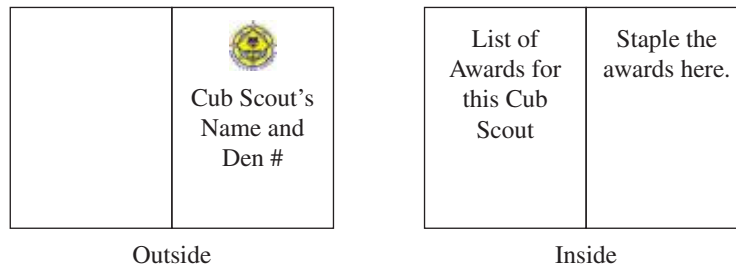 Cub Scout's
Name and
Den #
Outside
List of
Awards for
this Cub
Scout
Staple the
awards here.
Inside